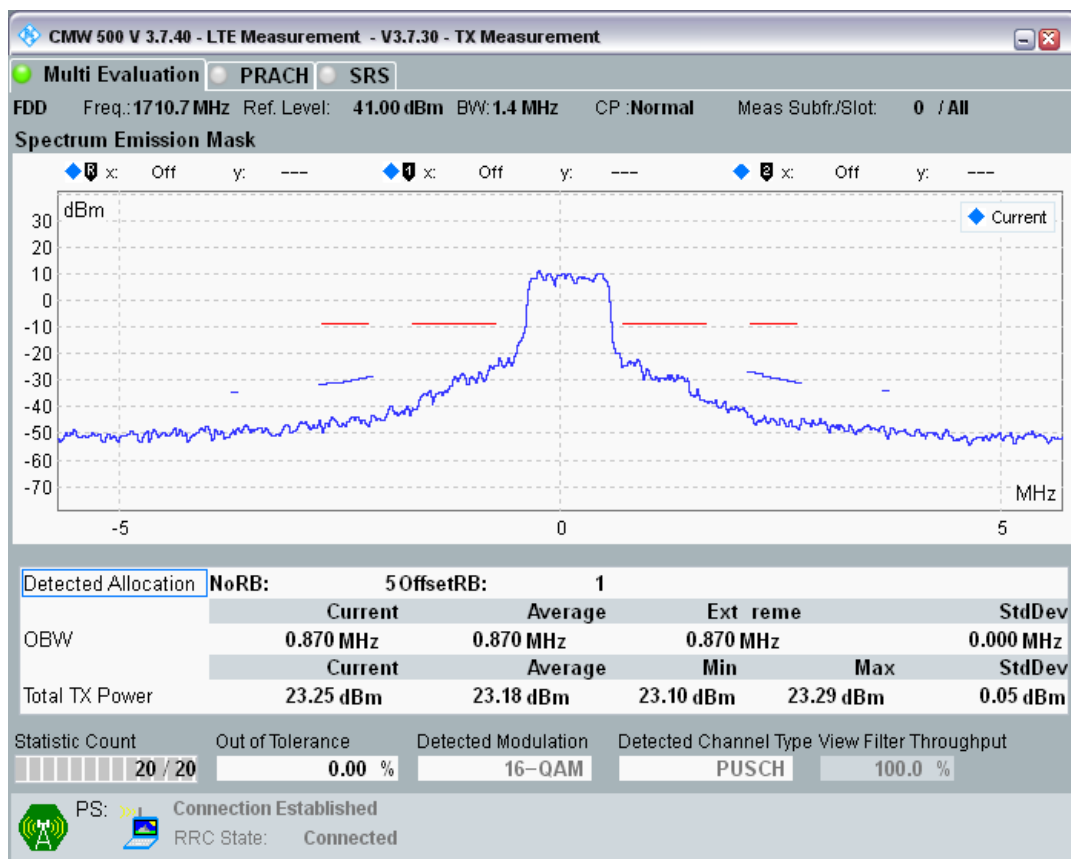 CMW 500 V 3.7.40 - LTE Measurement - V3.7.30 - TX Measurement
Multi Evaluation PRACH SRS
FDD Freq.: 1710.7 MHz Ref. Level: 41.00 dBm BW: 1.4 MHz CP :Normal Meas Subfr./Slot: 0 / All
Spectrum Emission Mask
R x: Off y: --- 1 x: Off y: --- 2 x: Off y: ---
dBm
Current
30
20
10
0
-10
-20
-30
-40
-50
-60
-70
MHz
-5 0 5
Detected Allocation NoRB: 5 OffsetRB: 1
Current Average Ext reme StdDev
OBW 0.870 MHz 0.870 MHz 0.870 MHz 0.000 MHz
Current Average Min Max StdDev
Total TX Power 23.25 dBm 23.18 dBm 23.10 dBm 23.29 dBm 0.05 dBm
Statistic Count Out of Tolerance Detected Modulation Detected Channel Type View Filter Throughput
20 / 20 0.00 % 16-QAM PUSCH 100.0 %
PS: Connection Established
RRC State: Connected